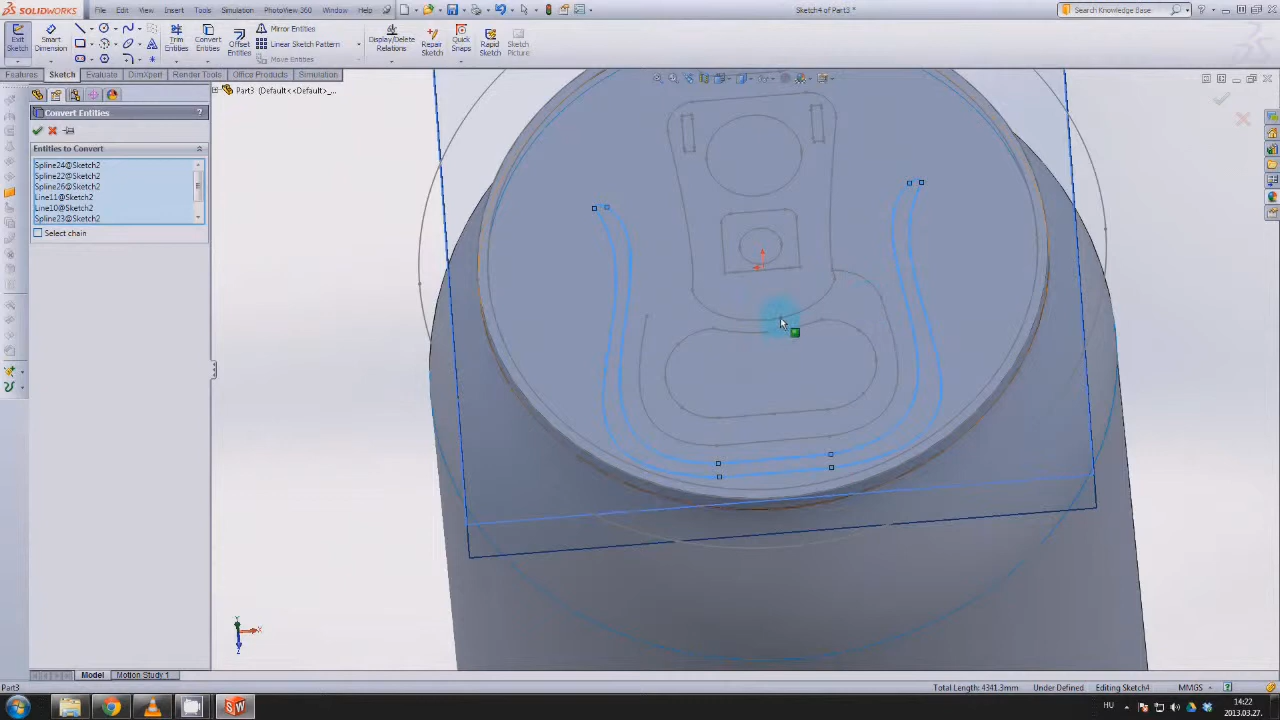 SOLIDWORKS
File Edit View Insert Tools Simulation PhotoView 360 Window Help
Sketch4 of Part3 *
Search Knowledge Base
Exit Sketch
Smart Dimension
Trim Entities
Convert Entities
Offset Entities
Mirror Entities
Linear Sketch Pattern
Move Entities
Display/Delete Relations
Repair Sketch
Quick Snaps
Rapid Sketch
Sketch Picture
Features Sketch Evaluate DimXpert Render Tools Office Products Simulation
Part3 (Default<<Default>_...
Convert Entities ?
Entities to Convert
Spline24@Sketch2
Spline22@Sketch2
Spline26@Sketch2
Line11@Sketch2
Line10@Sketch2
Spline23@Sketch2
Select chain
Y
X
Z
Model Motion Study 1
Part3
Total Length: 4341.3mm Under Defined Editing Sketch4 MMGS
HU
14:22
2013.03.27.